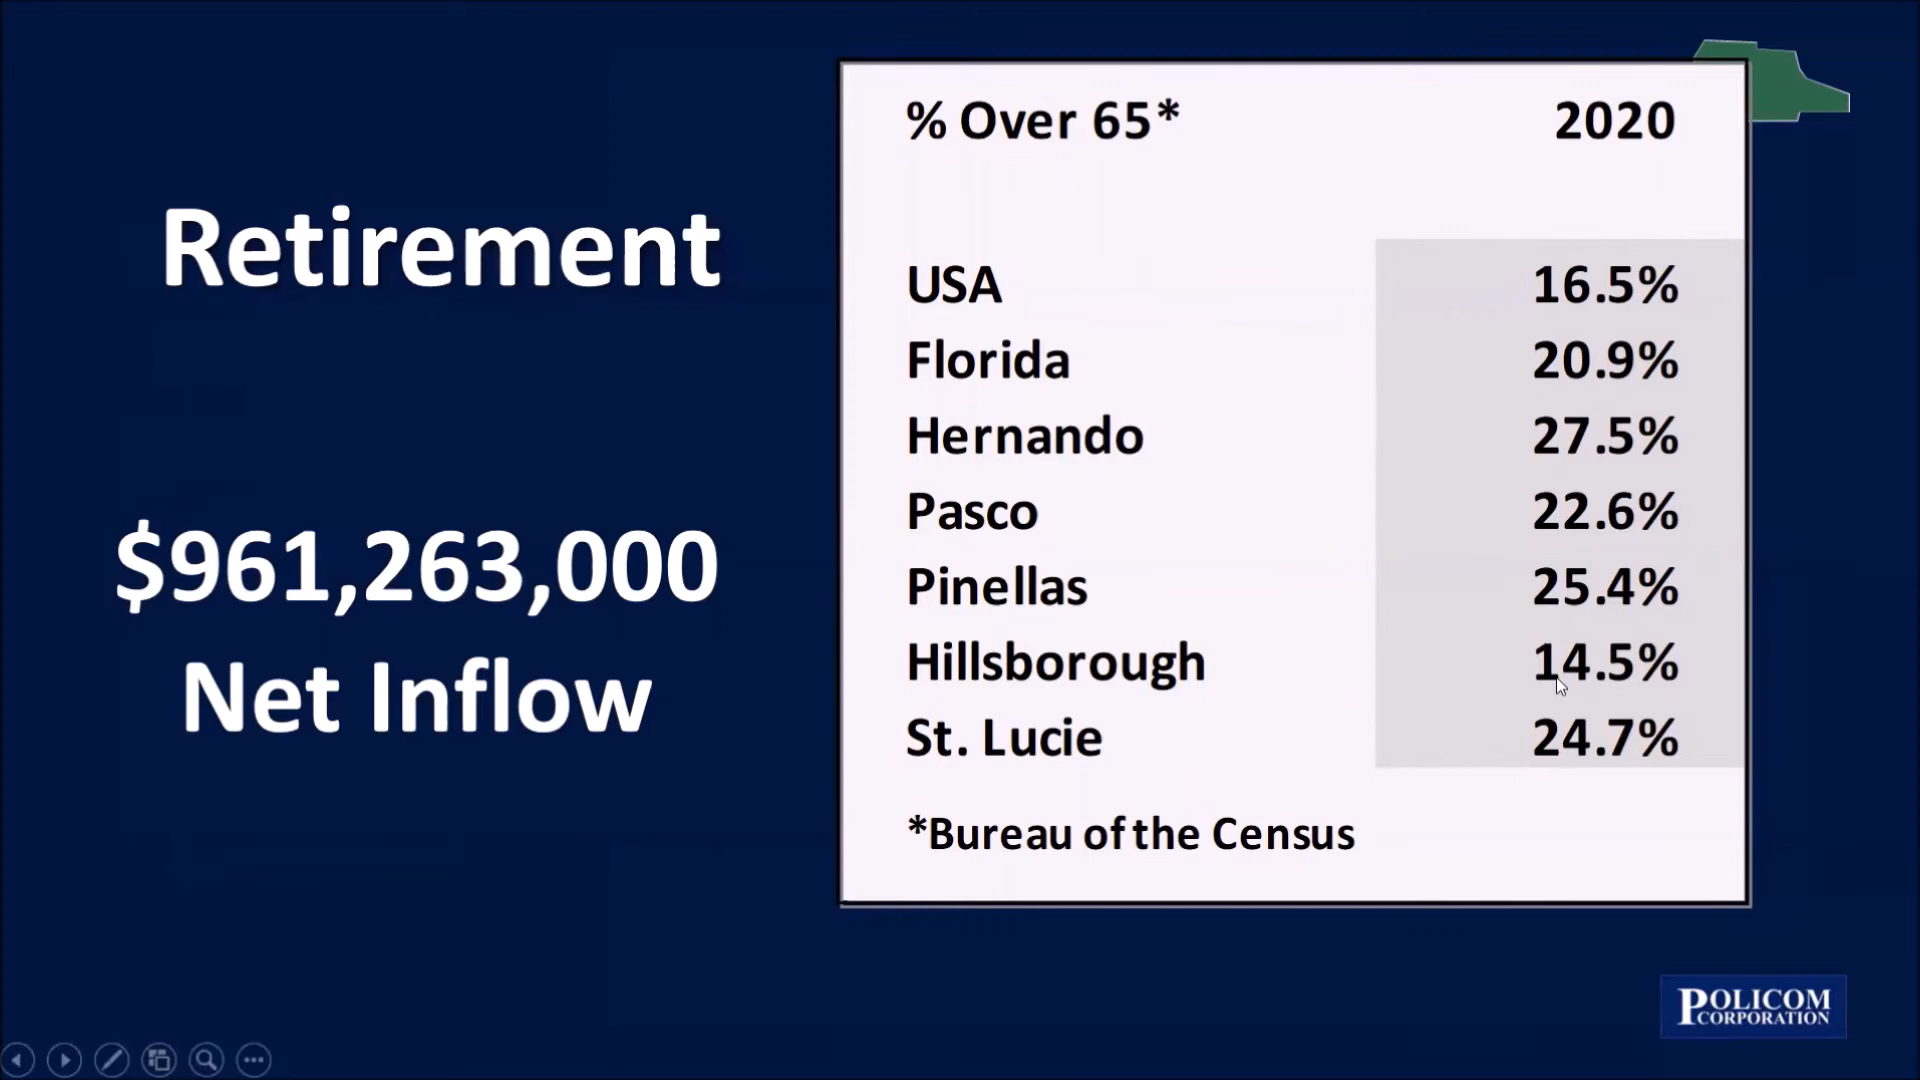 Retirement
$961,263,000
Net Inflow
% Over 65* 2020
USA 16.5%
Florida 20.9%
Hernando 27.5%
Pasco 22.6%
Pinellas 25.4%
Hillsborough 14.5%
St. Lucie 24.7%
*Bureau of the Census
POLICOM
CORPORATION